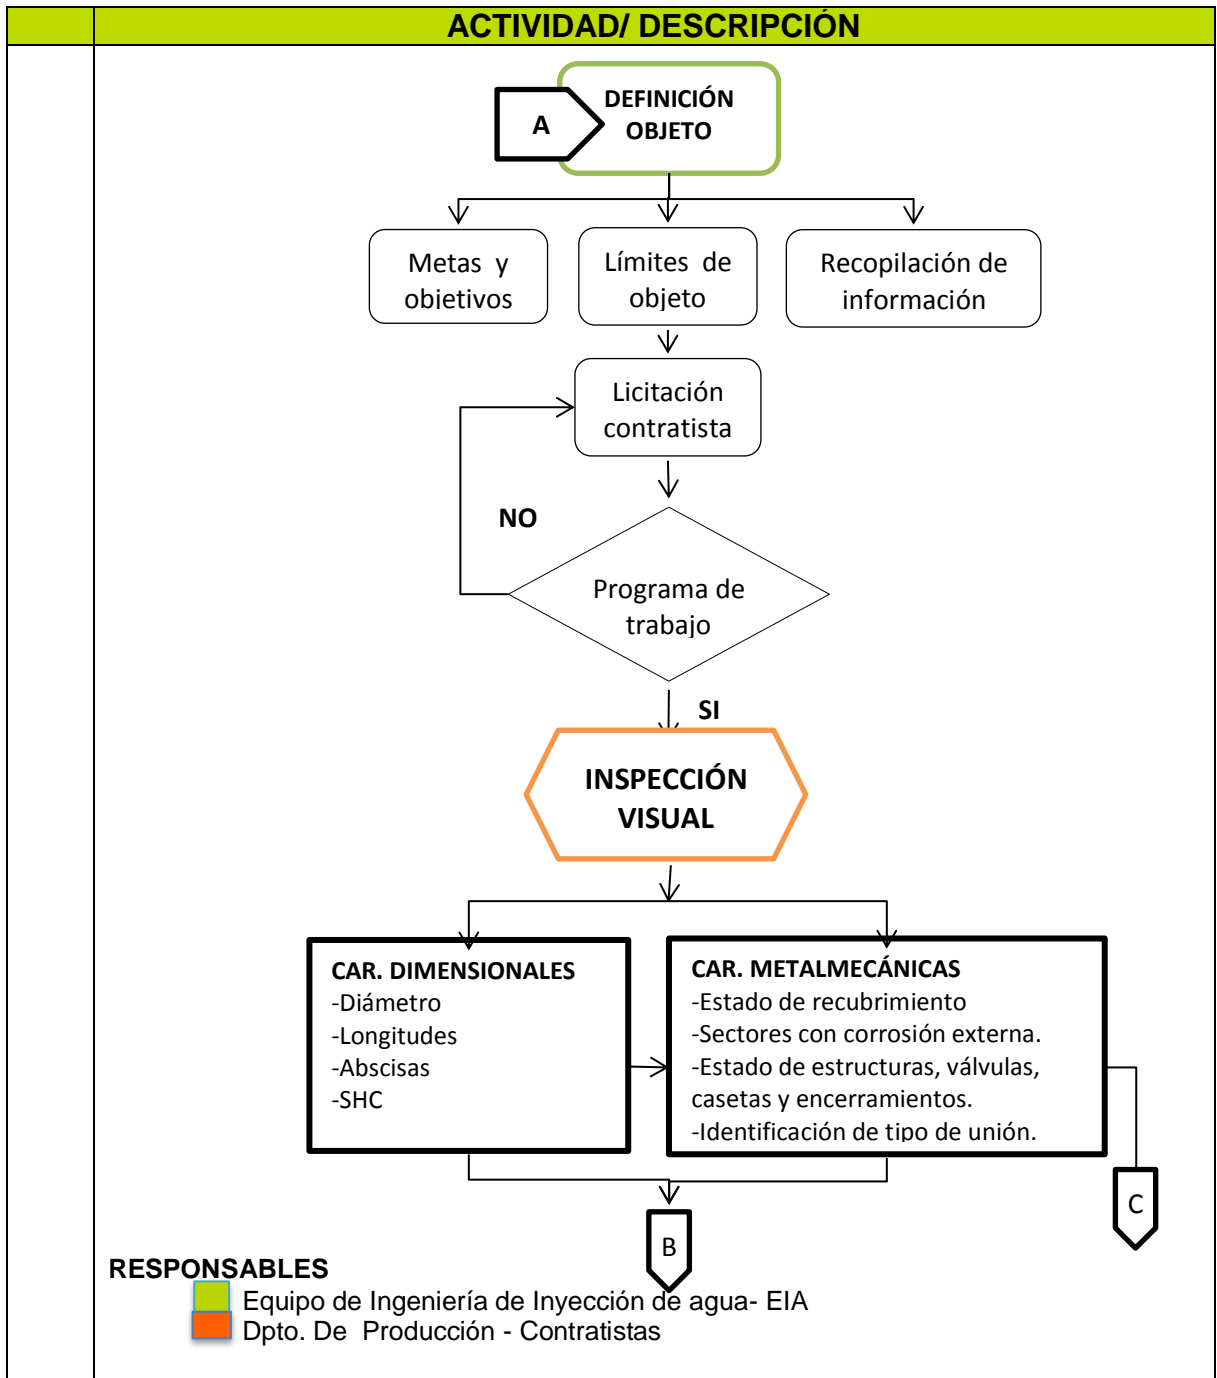 ACTIVIDAD/ DESCRIPCIÓN
A
DEFINICIÓN
OBJETO
Metas y
objetivos
Límites de
objeto
Recopilación de
información
Licitación
contratista
NO
Programa de
trabajo
SI
INSPECCIÓN
VISUAL
CAR. DIMENSIONALES
-Diámetro
-Longitudes
-Abscisas
-SHC
CAR. METALMECÁNICAS
-Estado de recubrimiento
-Sectores con corrosión externa.
-Estado de estructuras, válvulas,
casetas y encerramientos.
-Identificación de tipo de unión.
C
B
RESPONSABLES
Equipo de Ingeniería de Inyección de agua- EIA
Dpto. De Producción - Contratistas